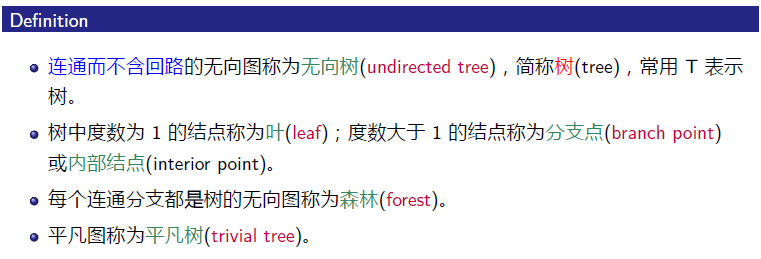 Definition
连通而不含回路的无向图称为无向树(undirected tree)，简称树(tree)，常用 T 表示
树。
树中度数为 1 的结点称为叶(leaf)；度数大于 1 的结点称为分支点(branch point)
或内部结点(interior point)。
每个连通分支都是树的无向图称为森林(forest)。
平凡图称为平凡树(trivial tree)。